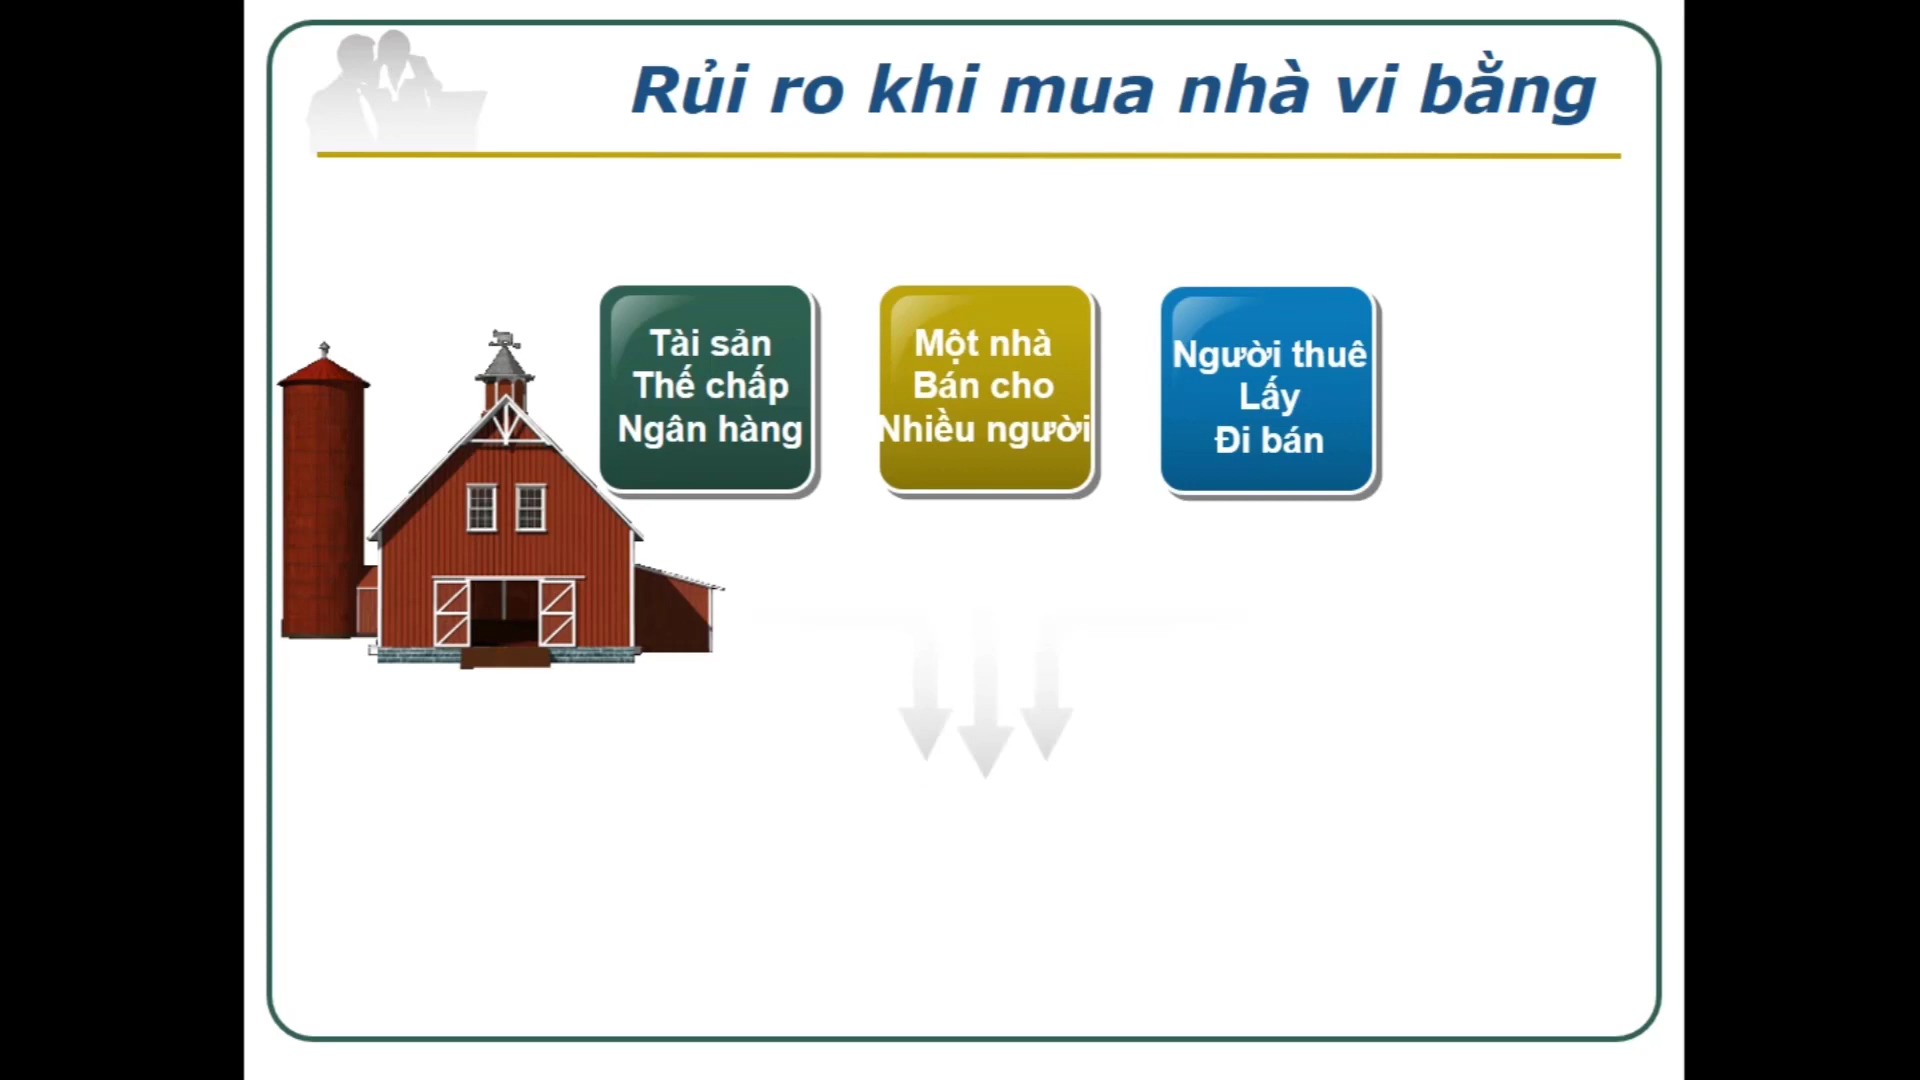 Rủi ro khi mua nhà vi bằng
Tài sản
Thế chấp
Ngân hàng
Một nhà
Bán cho
Nhiều người
Người thuê
Lấy
Đi bán